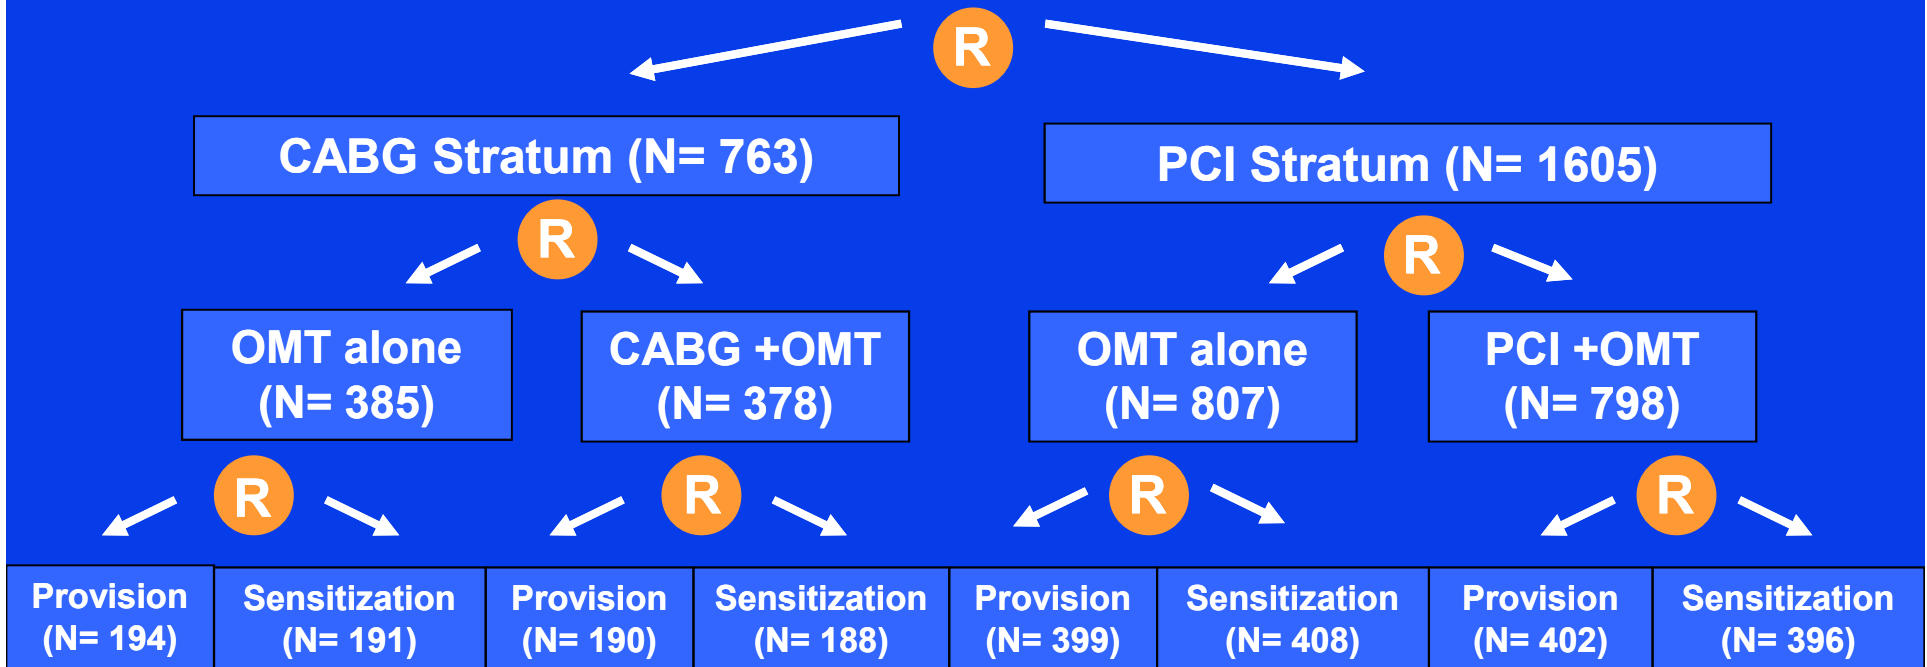 R
CABG Stratum (N= 763)
PCI Stratum (N= 1605)
R
R
OMT alone
(N= 385)
CABG +OMT
(N= 378)
OMT alone
(N= 807)
PCI +OMT
(N= 798)
R
R
R
R
Provision
(N= 194)
Sensitization
(N= 191)
Provision
(N= 190)
Sensitization
(N= 188)
Provision
(N= 399)
Sensitization
(N= 408)
Provision
(N= 402)
Sensitization
(N= 396)